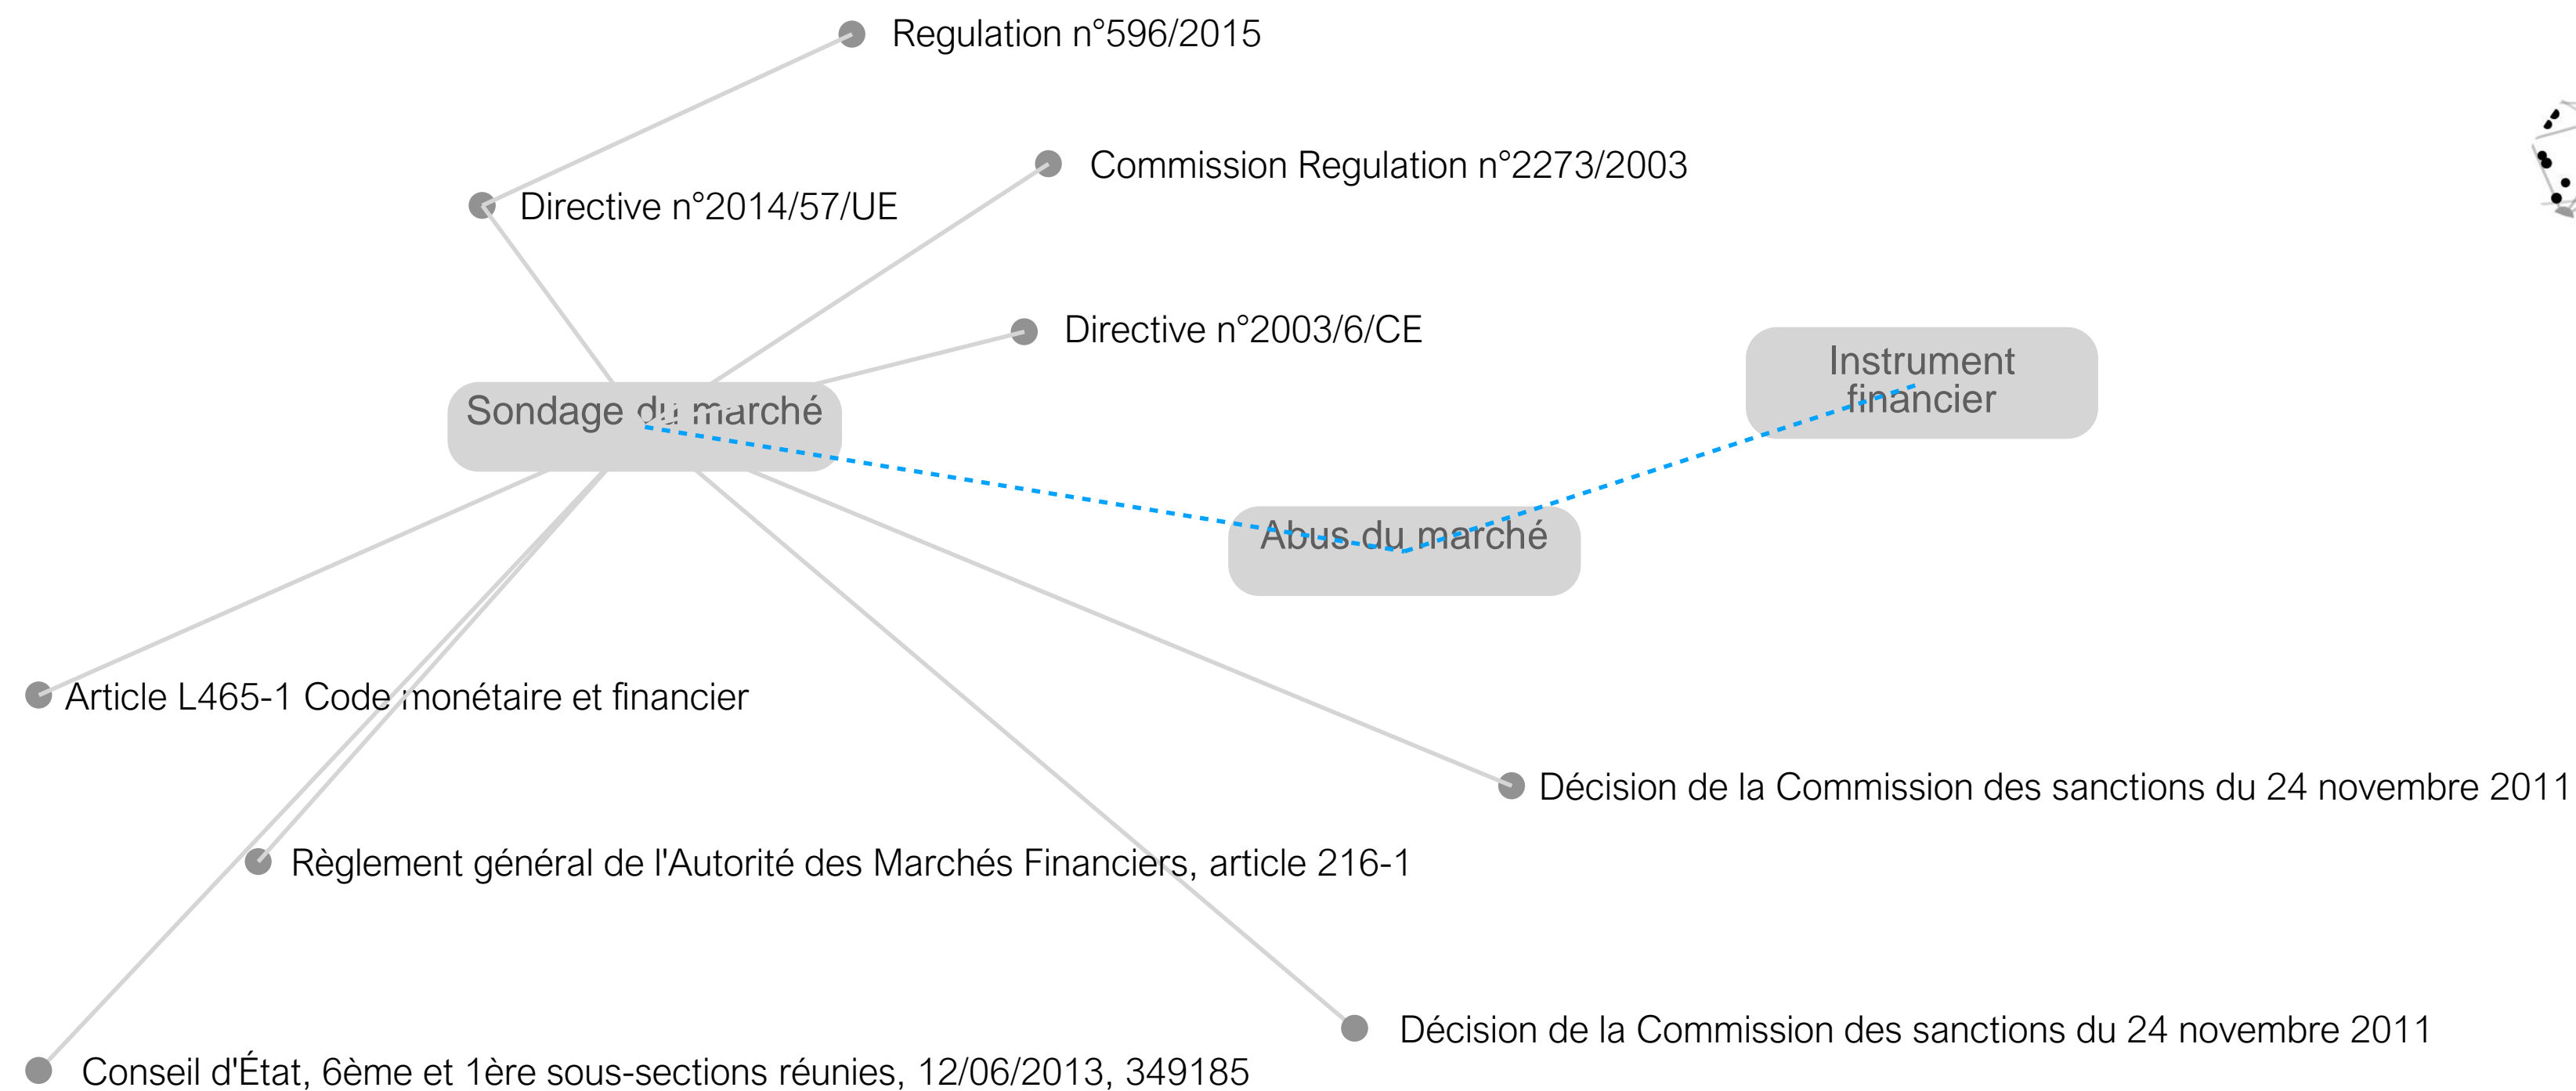 Regulation n°596/2015
Commission Regulation n°2273/2003
Directive n°2014/57/UE
Directive n°2003/6/CE
Instrument
financier
Sondage du marché
Abus du marché
Article L465-1 Code monétaire et financier
Décision de la Commission des sanctions du 24 novembre 2011
Règlement général de l'Autorité des Marchés Financiers, article 216-1
Décision de la Commission des sanctions du 24 novembre 2011
Conseil d'État, 6ème et 1ère sous-sections réunies, 12/06/2013, 349185